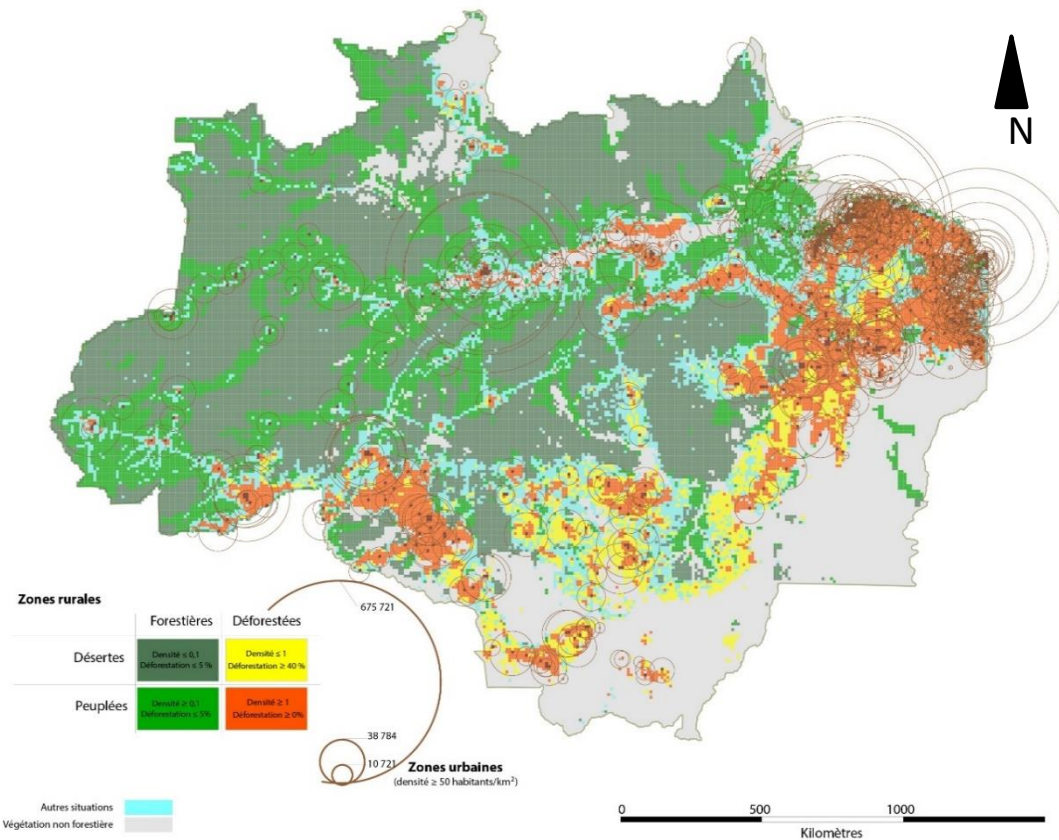 N
Zones rurales
Forestières Déforestées
Désertes
Densité ≤ 0,1
Déforestation ≤ 5 %
Densité ≤ 1
Déforestation ≥ 40 %
Peuplées
Densité ≥ 0,1
Déforestation ≤ 5%
Densité ≥ 1
Déforestation ≥ 0%
675 721
38 784
10 721
Zones urbaines
(densité ≥ 50 habitants/km²)
Autres situations
Végétation non forestière
0 500 1000
Kilomètres